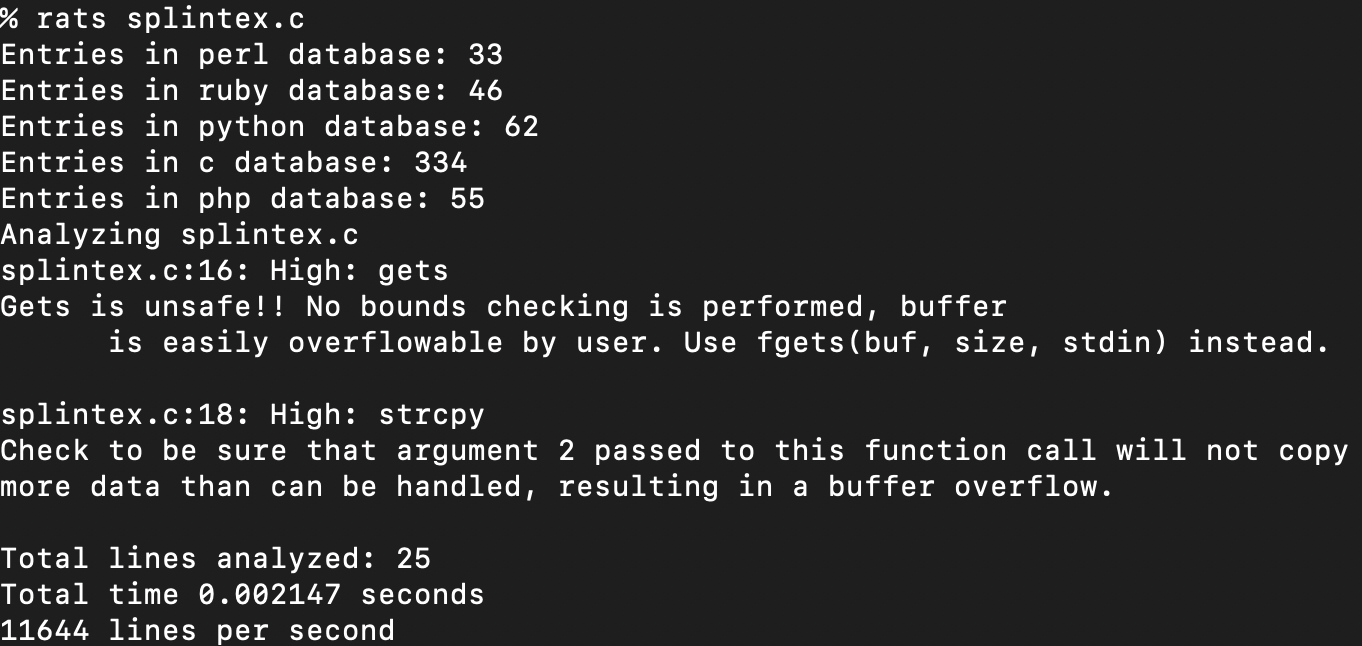 % rats splintex.c
Entries in perl database: 33
Entries in ruby database: 46
Entries in python database: 62
Entries in c database: 334
Entries in php database: 55
Analyzing splintex.c
splintex.c:16: High: gets
Gets is unsafe!! No bounds checking is performed, buffer
      is easily overflowable by user. Use fgets(buf, size, stdin) instead.

splintex.c:18: High: strcpy
Check to be sure that argument 2 passed to this function call will not copy
more data than can be handled, resulting in a buffer overflow.

Total lines analyzed: 25
Total time 0.002147 seconds
11644 lines per second